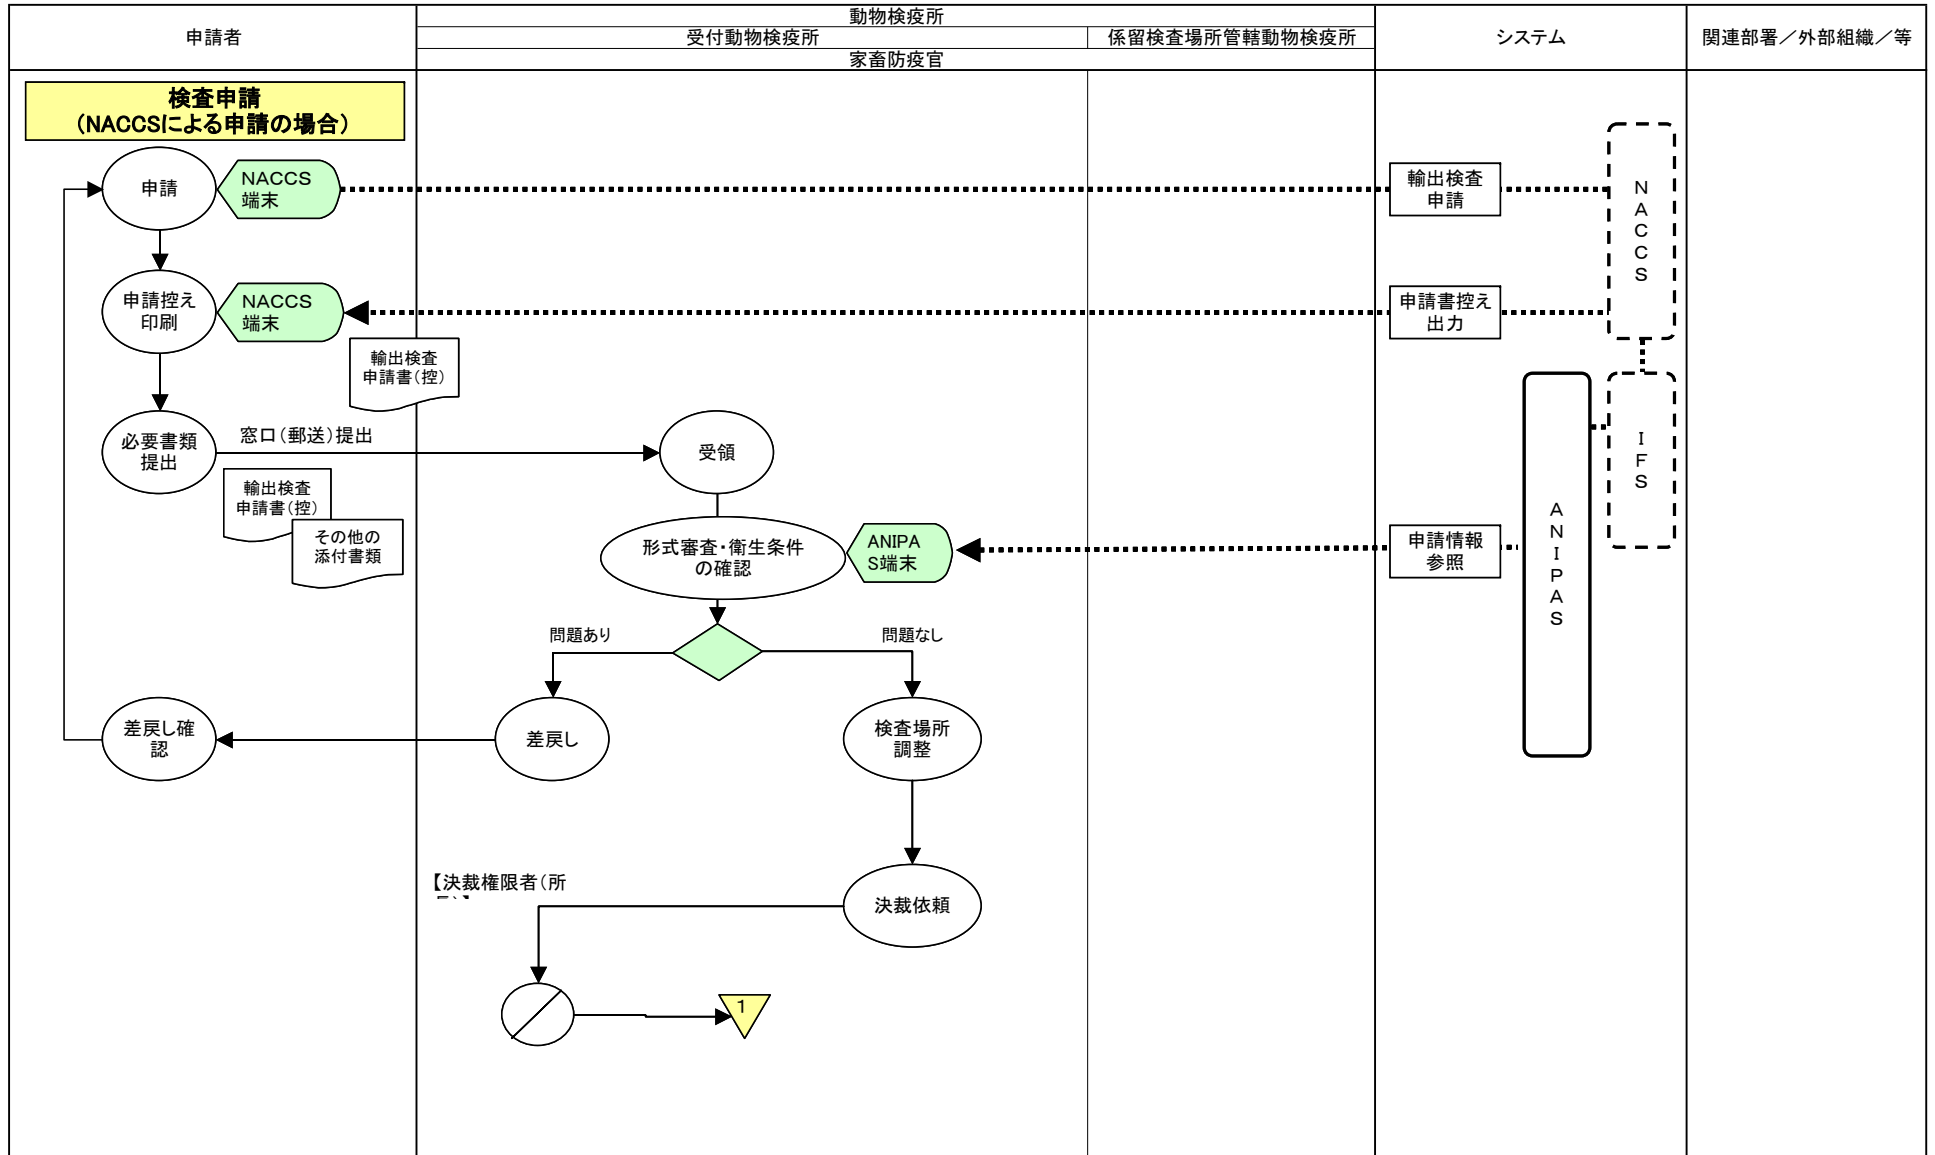 動物検疫所
申請者
受付動物検疫所
係留検査場所管轄動物検疫所
システム
関連部署／外部組織／等
家畜防疫官
検査申請
（NACCSによる申請の場合）
申請
NACCS
端末
輸出検査
申請
N
A
C
C
S
申請控え
印刷
NACCS
端末
申請書控え
出力
輸出検査
申請書（控）
必要書類
提出
窓口（郵送）提出
受領
I
F
S
輸出検査
申請書（控）
その他の
添付書類
形式審査・衛生条件
の確認
ANIPA
S端末
申請情報
参照
A
N
I
P
A
S
問題あり
問題なし
差戻し確
認
差戻し
検査場所
調整
【決裁権限者（所
決裁依頼
1